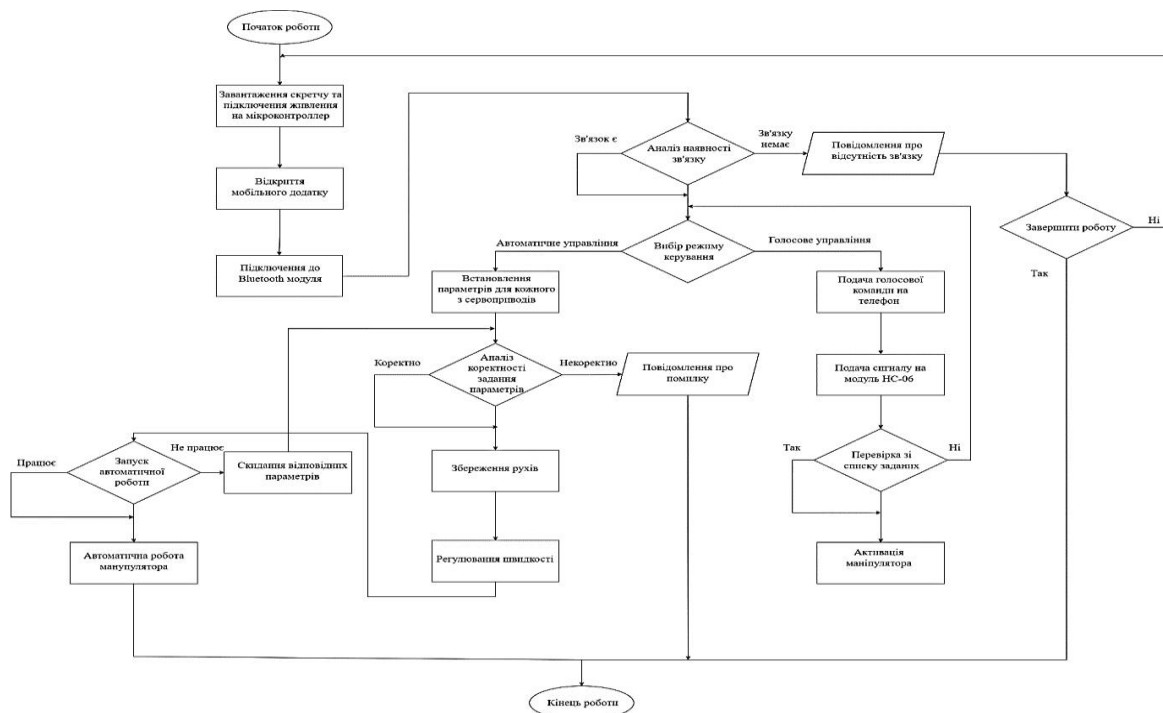 Початок роботи
Завантаження скретчу та
підключення живлення
на мікроконтроллер
Відкриття
мобільного додатку
Підключення до
Bluetooth модуля
Зв'язок є
Аналіз наявності
зв'язку
Зв'язку
немає
Повідомлення про
відсутність зв'язку
Завершити роботу
Ні
Так
Автоматичне управління
Вибір режиму
керування
Голосове управління
Встановлення
параметрів для кожного
з сервоприводів
Подача голосової
команди на
телефон
Коректно
Аналіз
коректності
задання
параметрів
Некоректно
Повідомлення про
помилку
Подача сигналу на
модуль HC-06
Працює
Запуск
автоматичної
роботи
Не працює
Скидання відповідних
параметрів
Збереження рухів
Так
Перевірка зі
списку заданих
Ні
Автоматична робота
манупулятора
Регулювання швидкості
Активація
маніпулятора
Кінець роботи